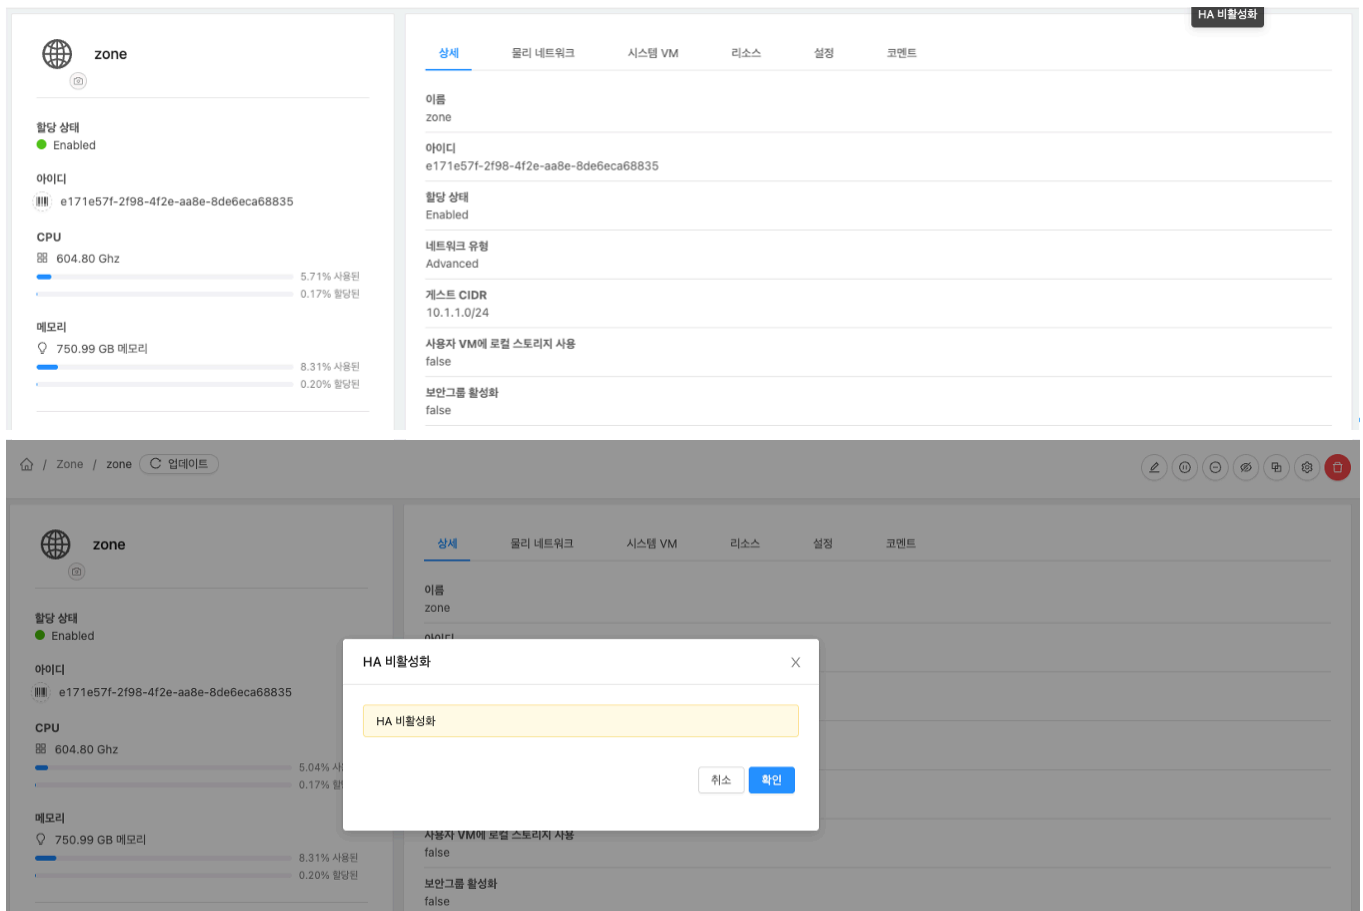 HA 비활성화
zone
할당 상태
Enabled
아이디
e171e57f-2f98-4f2e-aa8e-8de6eca68835
CPU
604.80 Ghz
5.71% 사용된
0.17% 할당된
메모리
750.99 GB 메모리
8.31% 사용된
0.20% 할당된
상세 물리 네트워크 시스템 VM 리소스 설정 코멘트
이름
zone
아이디
e171e57f-2f98-4f2e-aa8e-8de6eca68835
할당 상태
Enabled
네트워크 유형
Advanced
게스트 CIDR
10.1.1.0/24
사용자 VM에 로컬 스토리지 사용
false
보안그룹 활성화
false
/ Zone / zone 업데이트
zone
할당 상태
Enabled
아이디
e171e57f-2f98-4f2e-aa8e-8de6eca68835
CPU
604.80 Ghz
5.04%
0.17%
메모리
750.99 GB 메모리
8.31% 사용된
0.20% 할당된
상세 물리 네트워크 시스템 VM 리소스 설정 코멘트
이름
zone
아이디
HA 비활성화
HA 비활성화
취소 확인
사용자 VM에 로컬 스토리지 사용
false
보안그룹 활성화
false